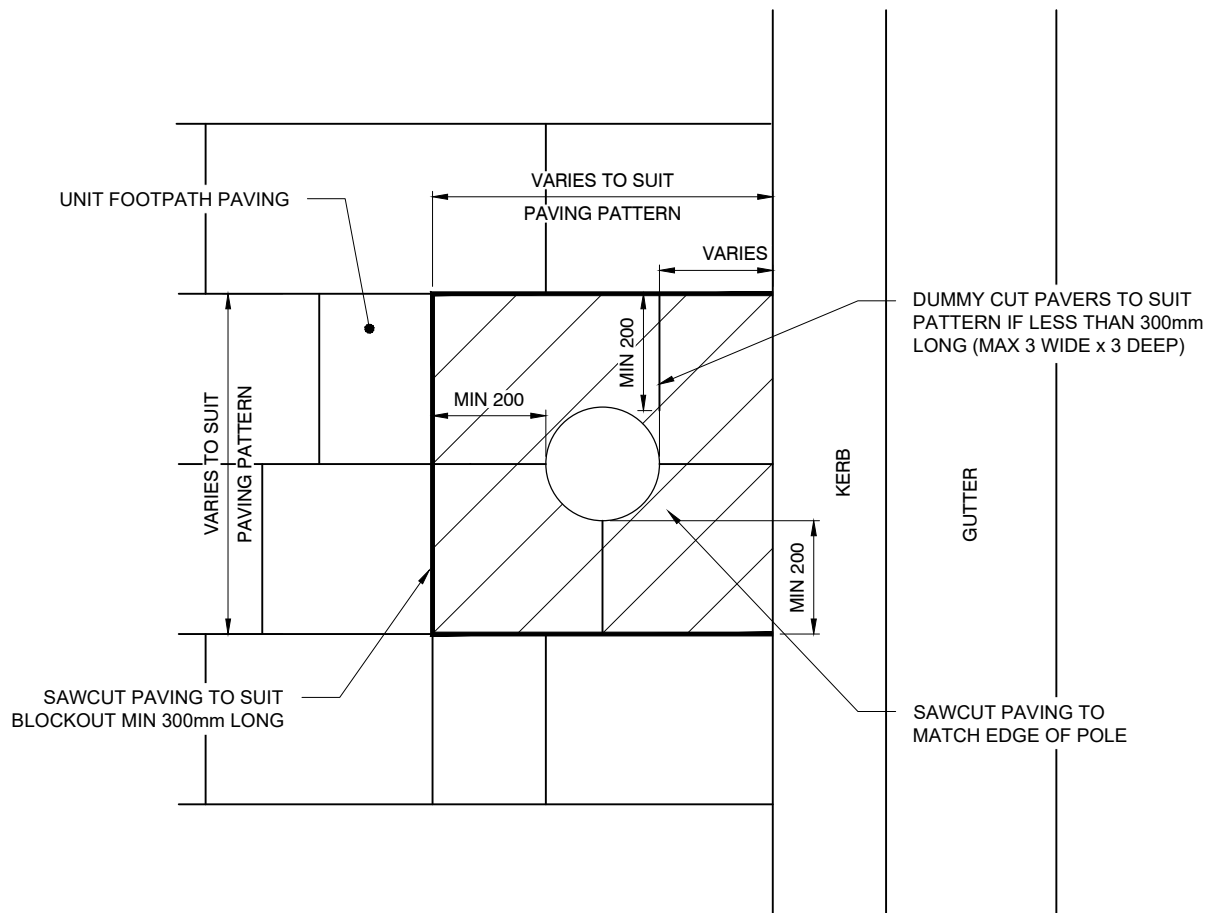 VARIES TO SUIT
PAVING PATTERN
UNIT FOOTPATH PAVING
VARIES
DUMMY CUT PAVERS TO SUIT
PATTERN IF LESS THAN 300mm
LONG (MAX 3 WIDE x 3 DEEP)
MIN 200
MIN 200
VARIES TO SUIT
PAVING PATTERN
KERB
GUTTER
MIN 200
SAWCUT PAVING TO SUIT
BLOCKOUT MIN 300mm LONG
SAWCUT PAVING TO
MATCH EDGE OF POLE